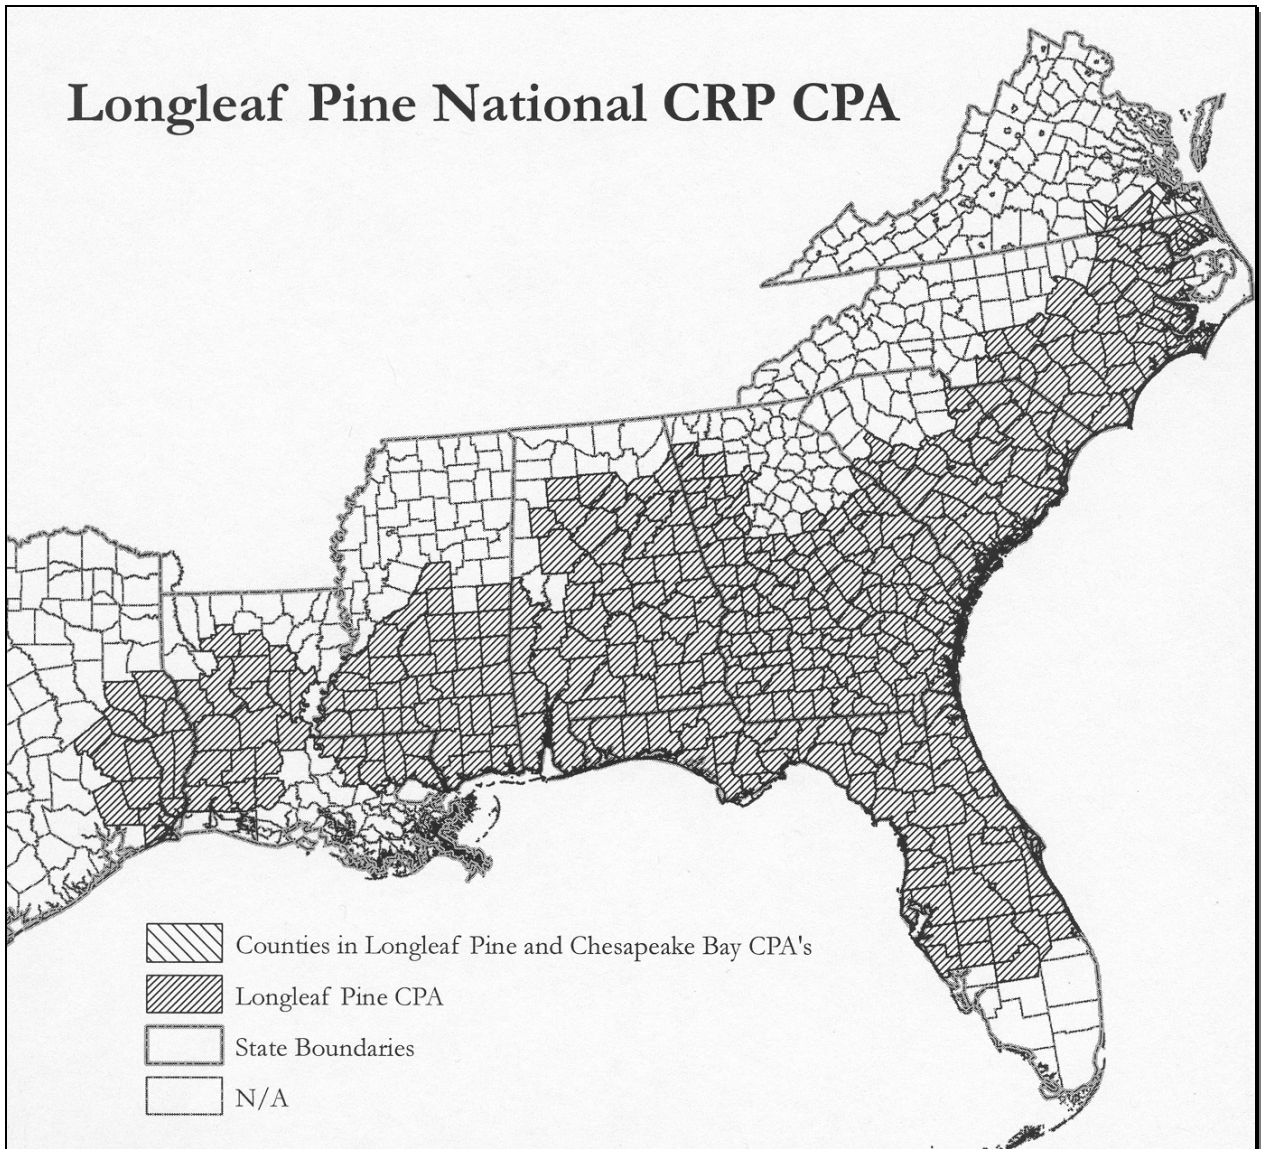 Longleaf Pine National CRP CPA
Counties in Longleaf Pine and Chesapeake Bay CPA's
Longleaf Pine CPA
State Boundaries
N/A